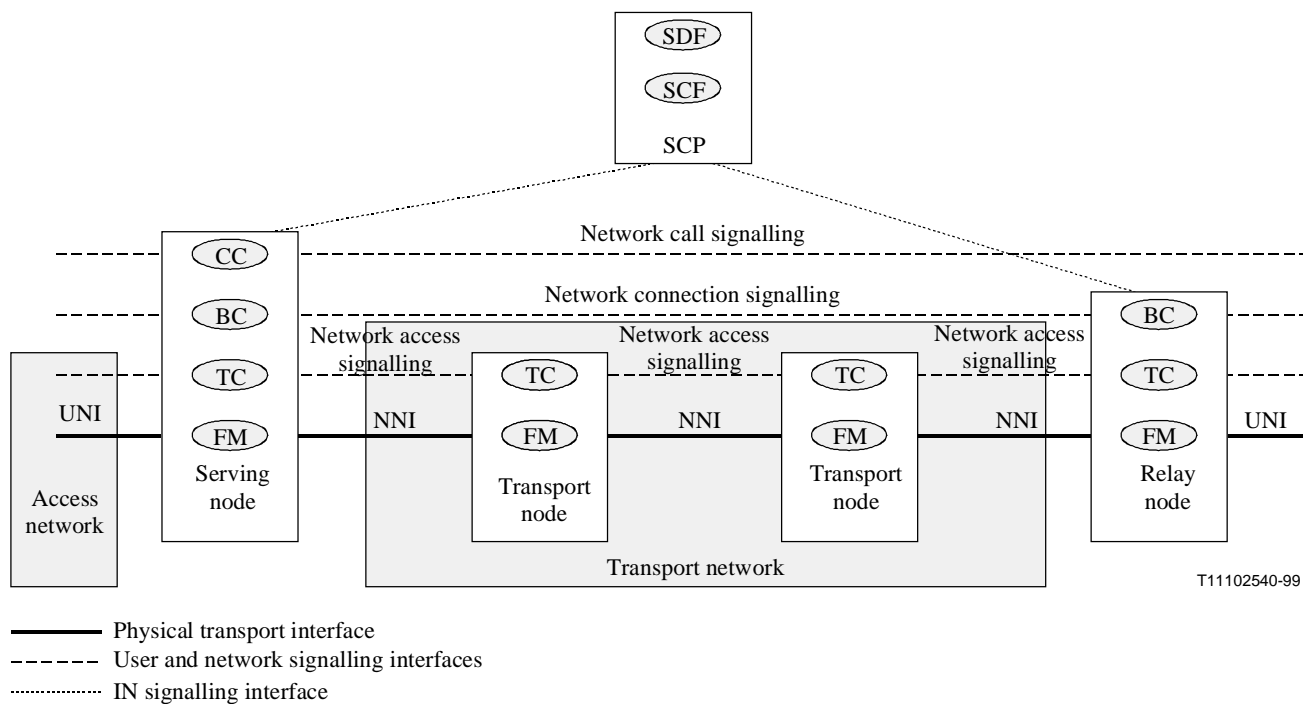 SDF
SCF
SCP
Network call signalling
CC
Network connection signalling
BC
BC
Network access
signalling
Network access
signalling
Network access
signalling
TC
TC
TC
TC
UNI
NNI
NNI
NNI
UNI
FM
FM
FM
FM
Serving
node
Transport
node
Transport
node
Relay
node
Access
network
Transport network
T11102540-99
Physical transport interface
User and network signalling interfaces
IN signalling interface